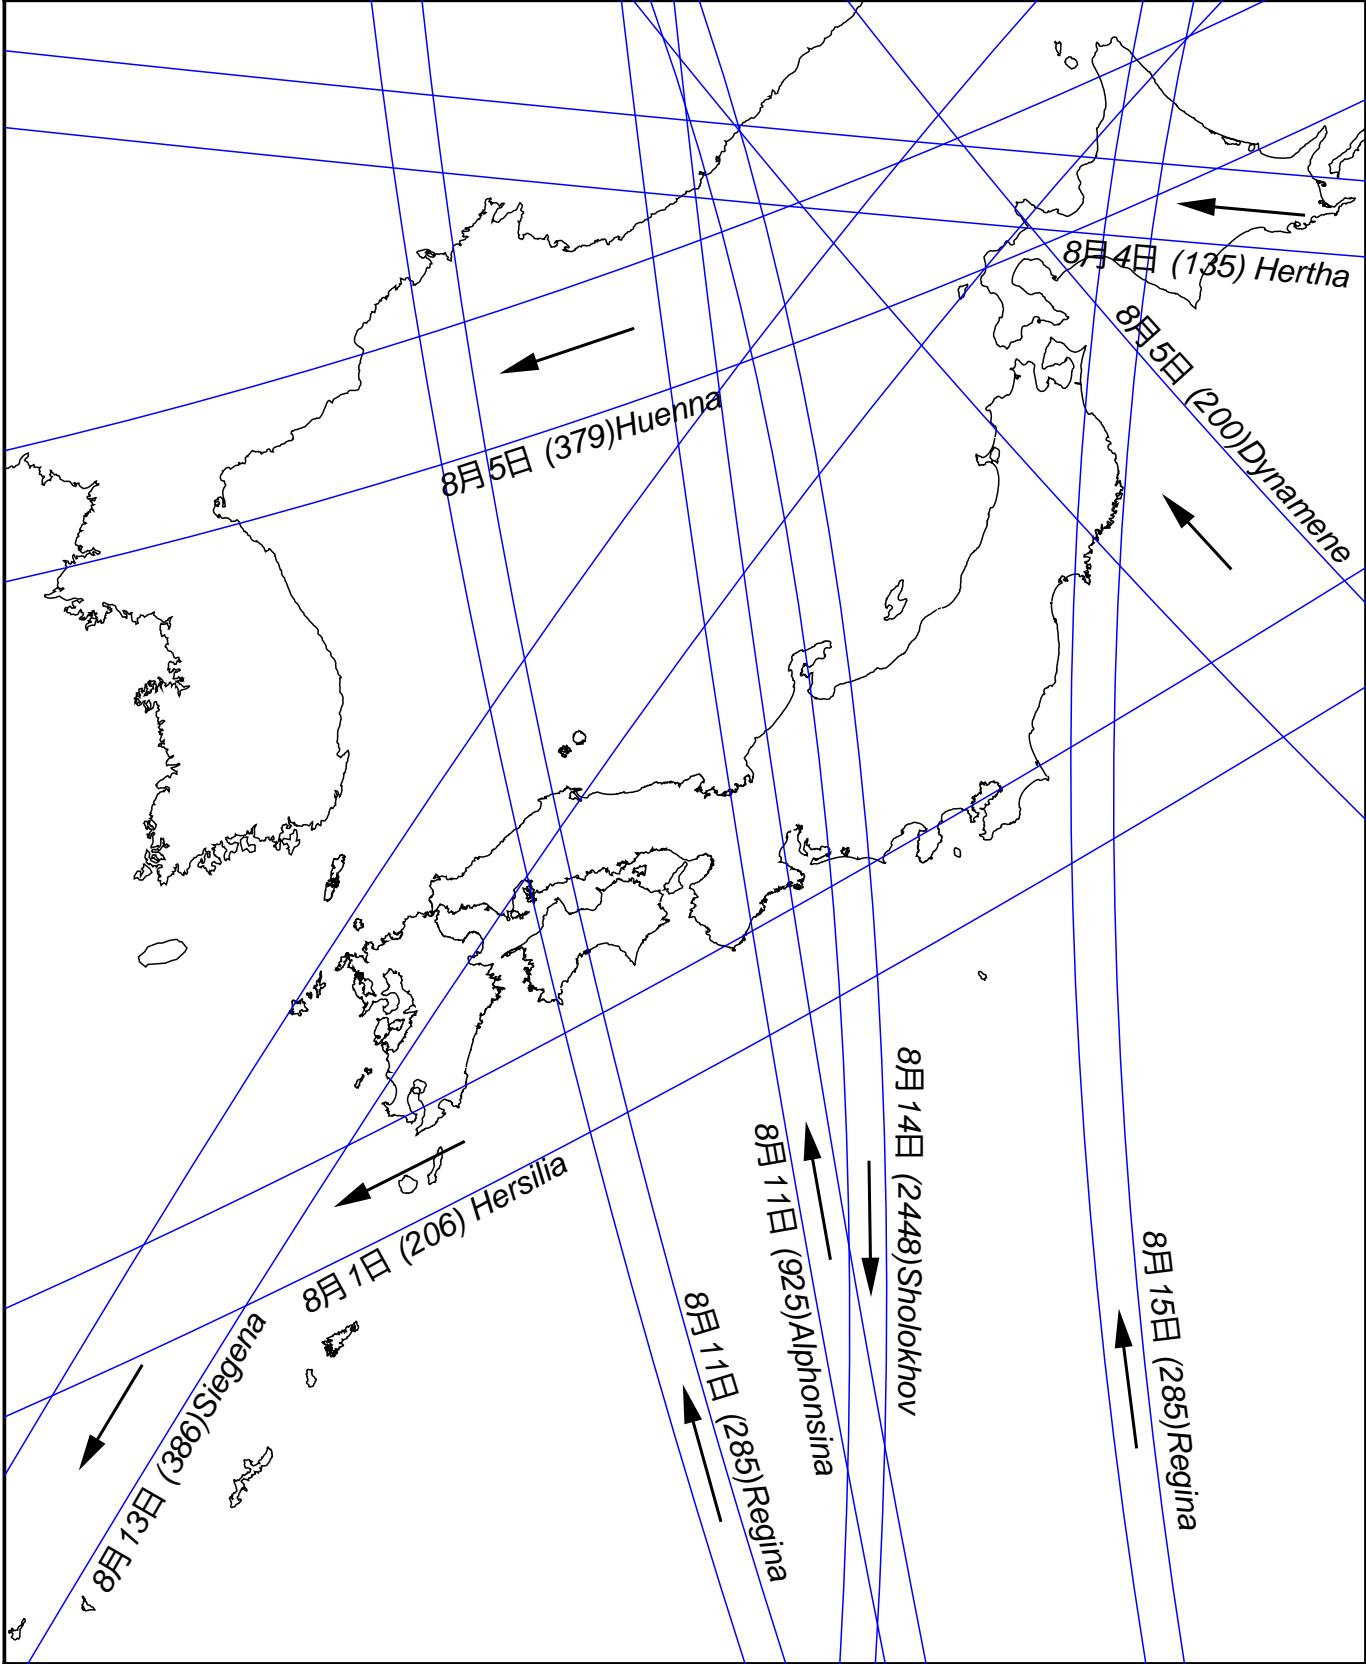 8月4日 (135) Hertha
8月5日 (200)Dynamene
8月5日 (379)Huenna
8月14日 (2448)Sholokhov
8月11日 (925)Alphonsina
8月1日 (206) Hersilia
8月15日 (285)Regina
8月11日 (285)Regina
8月13日 (386)Siegena